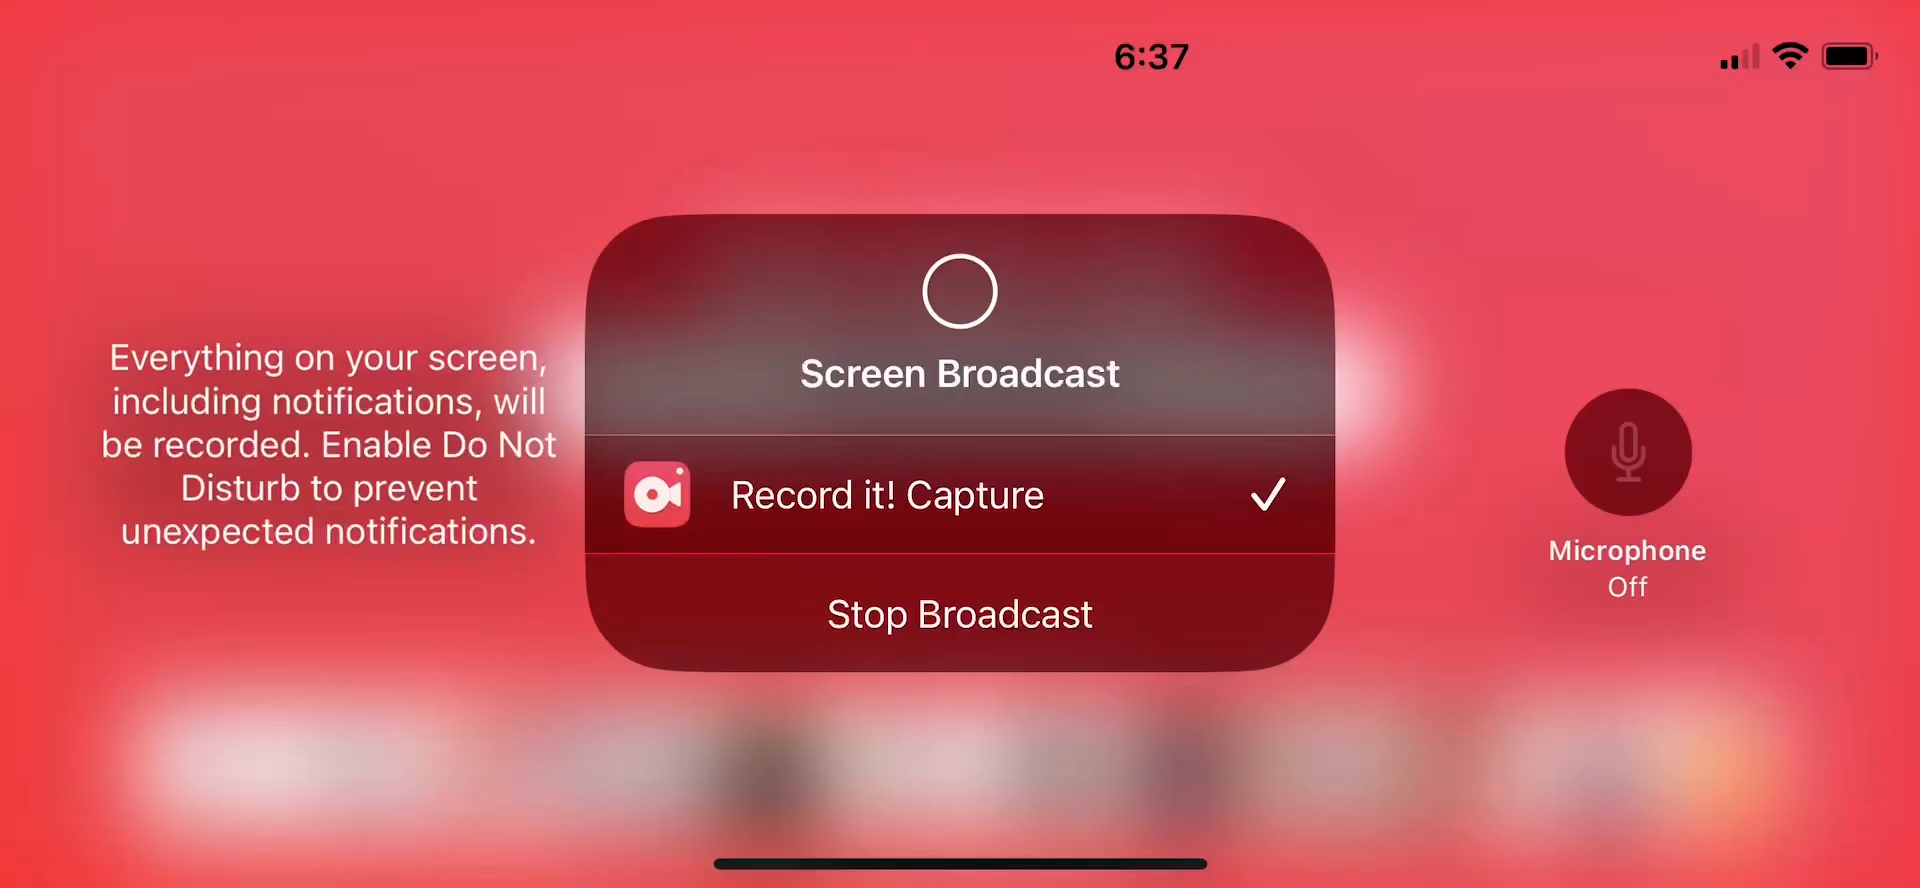 6:37
Everything on your screen,
including notifications, will
be recorded. Enable Do Not
Disturb to prevent
unexpected notifications.
Screen Broadcast
Record it! Capture
Stop Broadcast
Microphone
Off